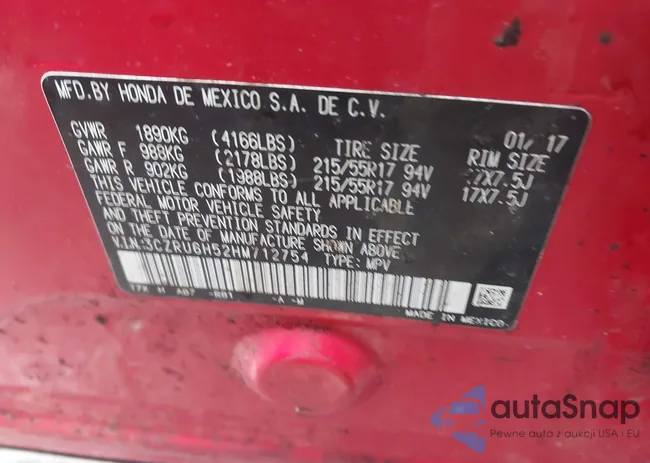 MFD.BY HONDA DE MEXICO S.A. DE C.V.
01/ 17
GVWR 1890KG (4166LBS) TIRE SIZE RIM SIZE
GAWR F 988KG (2178LBS) 215/55R17 94V 17X7.5J
GAWR R 902KG (1988LBS) 215/55R17 94V 17X7.5J
THIS VEHICLE CONFORMS TO ALL APPLICABLE
FEDERAL MOTOR VEHICLE SAFETY
AND THEFT PREVENTION STANDARDS IN EFFECT
ON THE DATE OF MANUFACTURE SHOWN ABOVE
V.I.N:3CZRU6H52HM712754 TYPE: MPV
T7X H A07 -R81 -A -M
MADE IN MEXICO.
autaSnap
Pewne auta z aukcji USA i EU